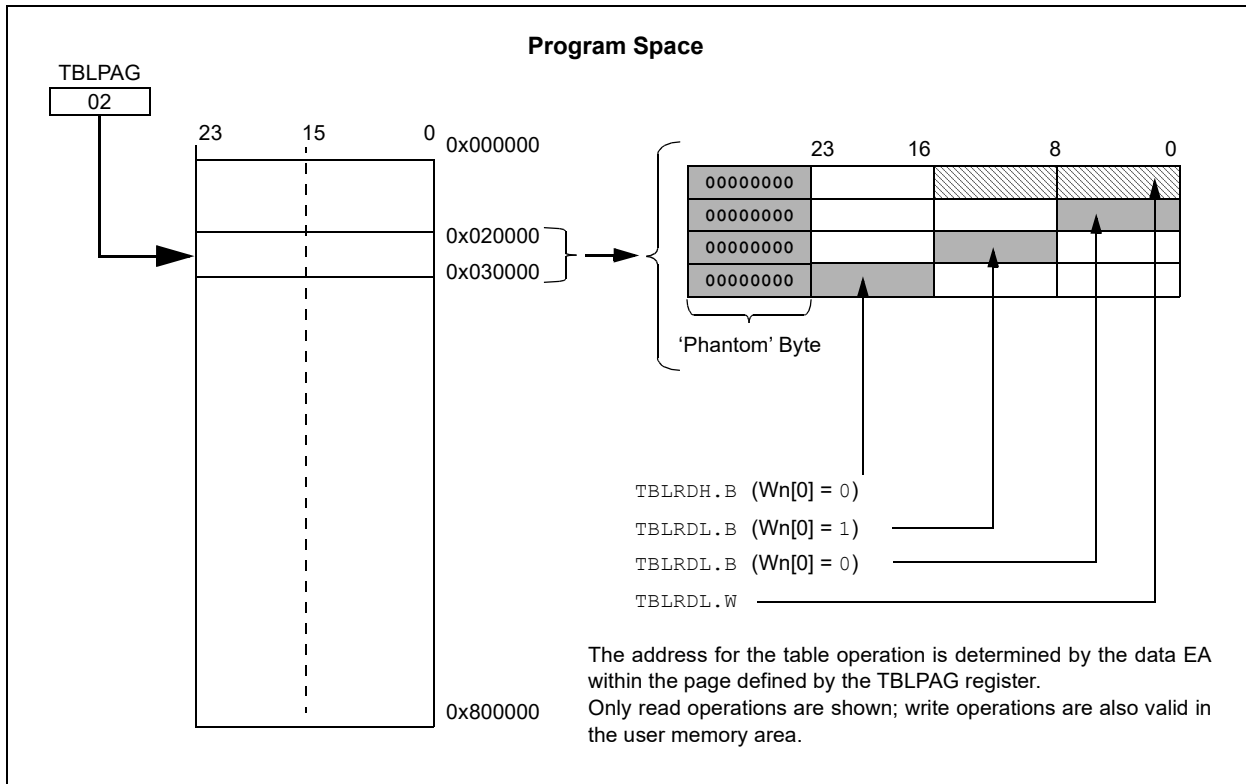 Program Space
TBLPAG
02
23 15 0
0x000000
0x020000
0x030000
0x800000
23 16 8 0
00000000
00000000
00000000
00000000
‘Phantom’ Byte
TBLRDH.B (Wn[0] = 0)
TBLRDL.B (Wn[0] = 1)
TBLRDL.B (Wn[0] = 0)
TBLRDL.W
The address for the table operation is determined by the data EA
within the page defined by the TBLPAG register.
Only read operations are shown; write operations are also valid in
the user memory area.